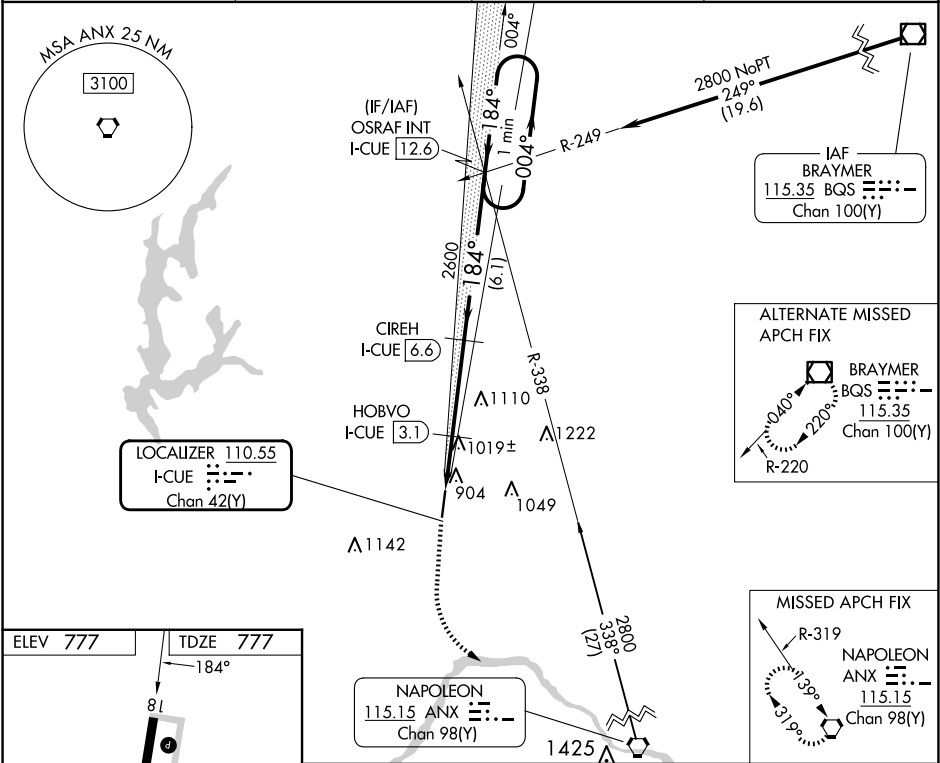 MSA ANX 25 NM
3100
(IF/IAF)
OSRAF INT
I-CUE 12.6
004°
184°
1 min
004°
2800 NoPT
249°
(19.6)
R-249
IAF
BRAYMER
115.35 BQS
Chan 100(Y)
2600
184°
(6.1)
CIREH
I-CUE 6.6
R-338
HOBVO
I-CUE 3.1
1110
1222
1019±
904
1049
1142
LOCALIZER 110.55
I-CUE
Chan 42(Y)
ALTERNATE MISSED
APCH FIX
BRAYMER
BQS
115.35
Chan 100(Y)
040°
220°
R-220
2800
338°
(27)
NAPOLEON
115.15 ANX
Chan 98(Y)
1425
MISSED APCH FIX
R-319
139°
319°
NAPOLEON
ANX
115.15
Chan 98(Y)
ELEV 777
TDZE 777
184°
18
P